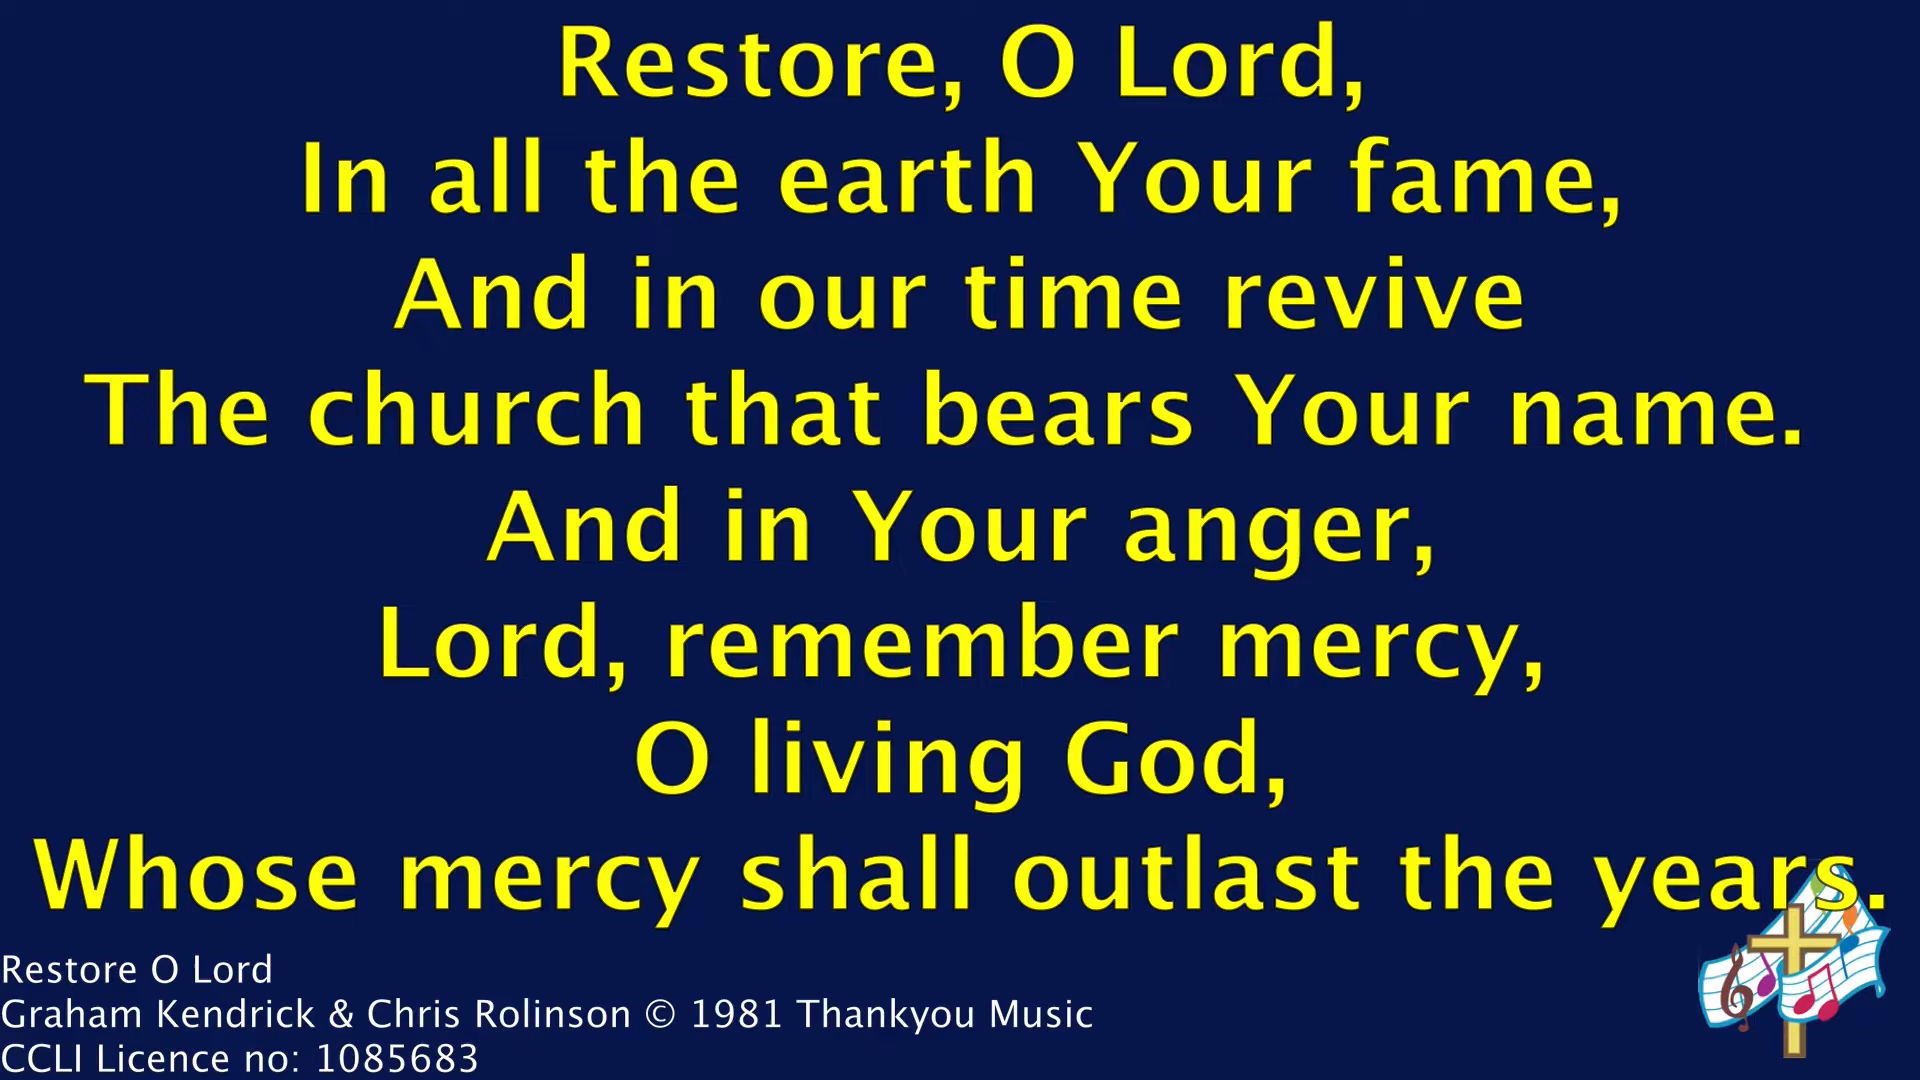 Restore, O Lord,
In all the earth Your fame,
And in our time revive
The church that bears Your name.
And in Your anger,
Lord, remember mercy,
O living God,
Whose mercy shall outlast the years.
Restore O Lord
Graham Kendrick & Chris Rolinson © 1981 Thankyou Music
CCLI Licence no: 1085683